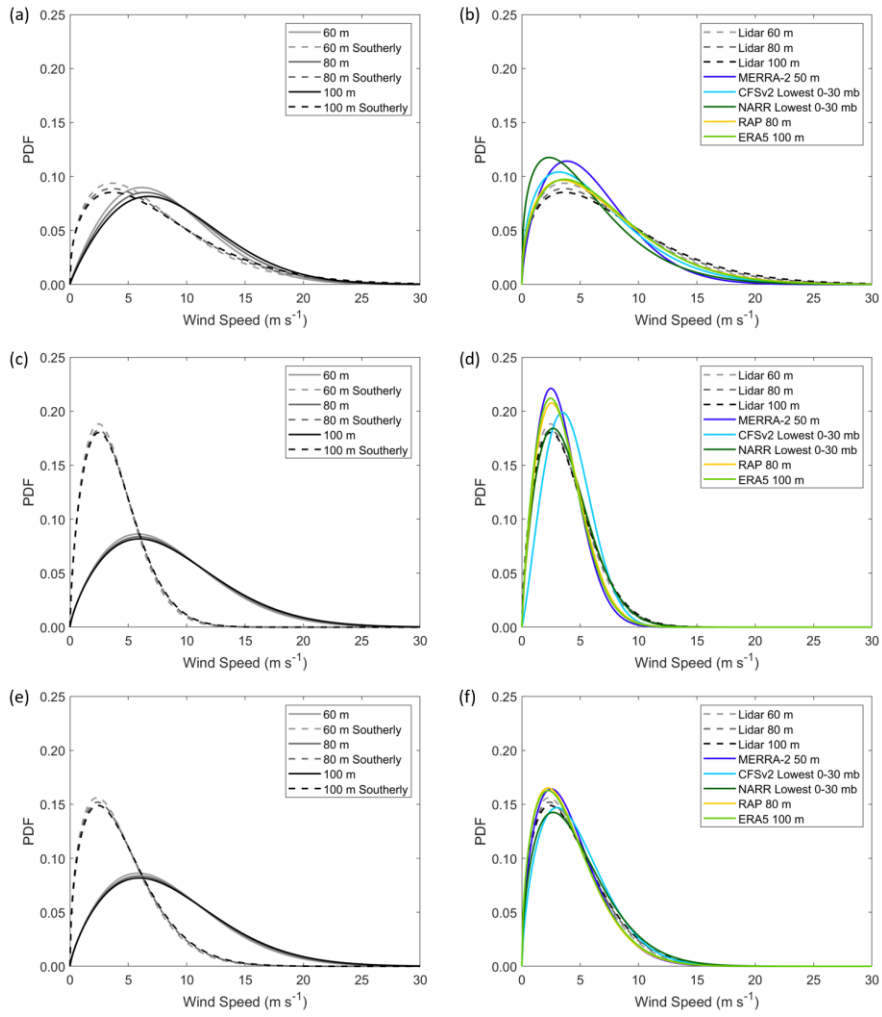 (a)
0.25
0.20
0.15
0.10
0.05
0.00
PDF
0 5 10 15 20 25 30
Wind Speed (m s⁻¹)
60 m
60 m Southerly
80 m
80 m Southerly
100 m
100 m Southerly
(b)
0.25
0.20
0.15
0.10
0.05
0.00
PDF
0 5 10 15 20 25 30
Wind Speed (m s⁻¹)
Lidar 60 m
Lidar 80 m
Lidar 100 m
MERRA-2 50 m
CFSv2 Lowest 0-30 mb
NARR Lowest 0-30 mb
RAP 80 m
ERA5 100 m
(c)
0.25
0.20
0.15
0.10
0.05
0.00
PDF
0 5 10 15 20 25 30
Wind Speed (m s⁻¹)
60 m
60 m Southerly
80 m
80 m Southerly
100 m
100 m Southerly
(d)
0.25
0.20
0.15
0.10
0.05
0.00
PDF
0 5 10 15 20 25 30
Wind Speed (m s⁻¹)
Lidar 60 m
Lidar 80 m
Lidar 100 m
MERRA-2 50 m
CFSv2 Lowest 0-30 mb
NARR Lowest 0-30 mb
RAP 80 m
ERA5 100 m
(e)
0.25
0.20
0.15
0.10
0.05
0.00
PDF
0 5 10 15 20 25 30
Wind Speed (m s⁻¹)
60 m
60 m Southerly
80 m
80 m Southerly
100 m
100 m Southerly
(f)
0.25
0.20
0.15
0.10
0.05
0.00
PDF
0 5 10 15 20 25 30
Wind Speed (m s⁻¹)
Lidar 60 m
Lidar 80 m
Lidar 100 m
MERRA-2 50 m
CFSv2 Lowest 0-30 mb
NARR Lowest 0-30 mb
RAP 80 m
ERA5 100 m